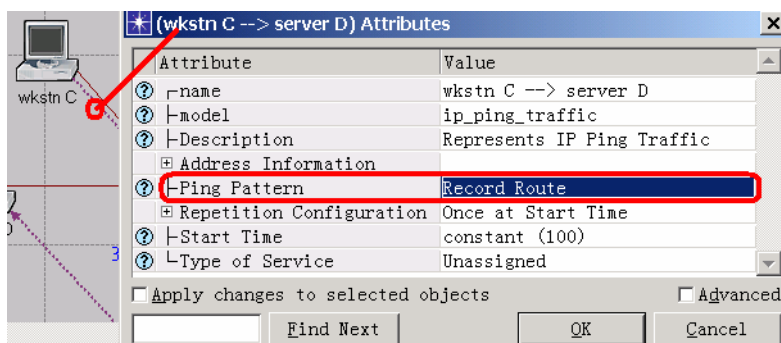 (wkstn C --> server D) Attributes
Attribute Value
name wkstn C --> server D
model ip_ping_traffic
Description Represents IP Ping Traffic
Address Information
Ping Pattern Record Route
Repetition Configuration Once at Start Time
Start Time constant (100)
Type of Service Unassigned
Apply changes to selected objects Advanced
Find Next OK Cancel
wkstn C
3